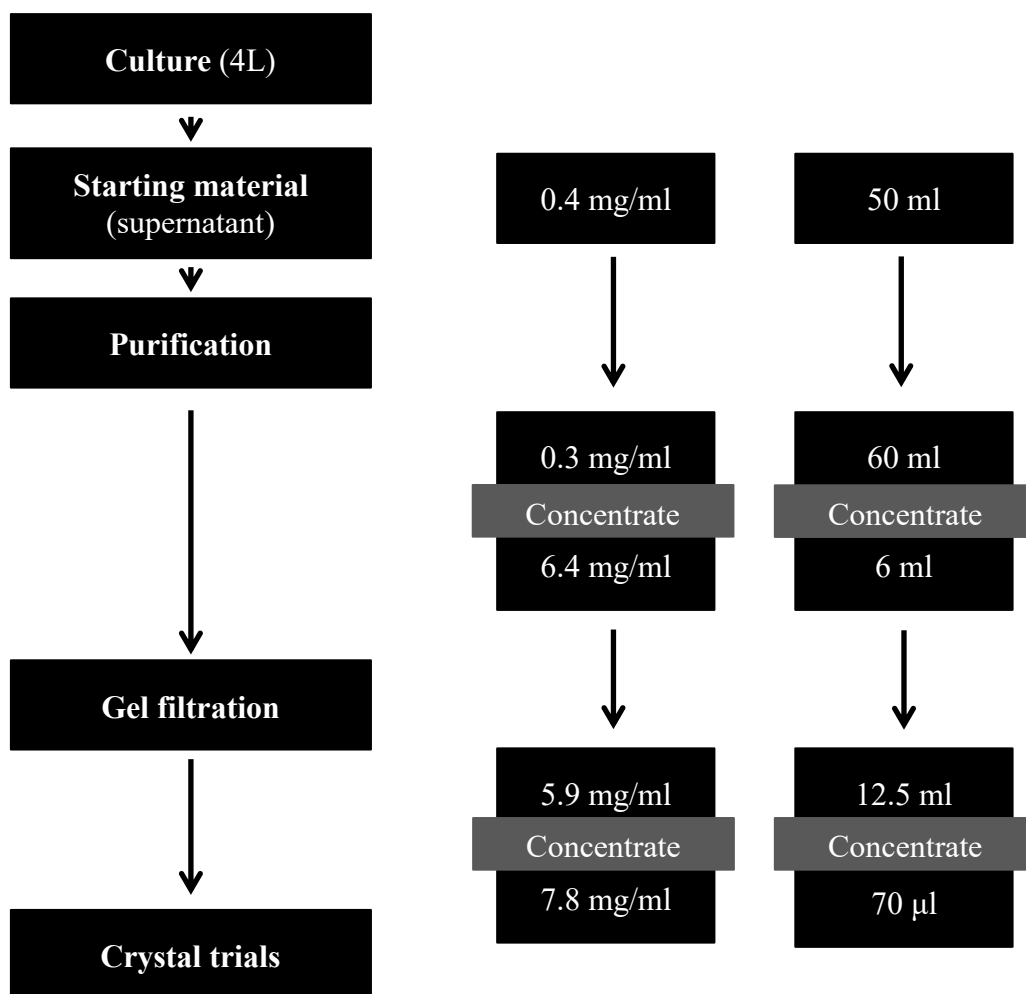 Culture (4L)
Starting material
(supernatant)
0.4 mg/ml
50 ml
Purification
0.3 mg/ml
60 ml
Concentrate
Concentrate
6.4 mg/ml
6 ml
Gel filtration
5.9 mg/ml
12.5 ml
Concentrate
Concentrate
7.8 mg/ml
70 µl
Crystal trials